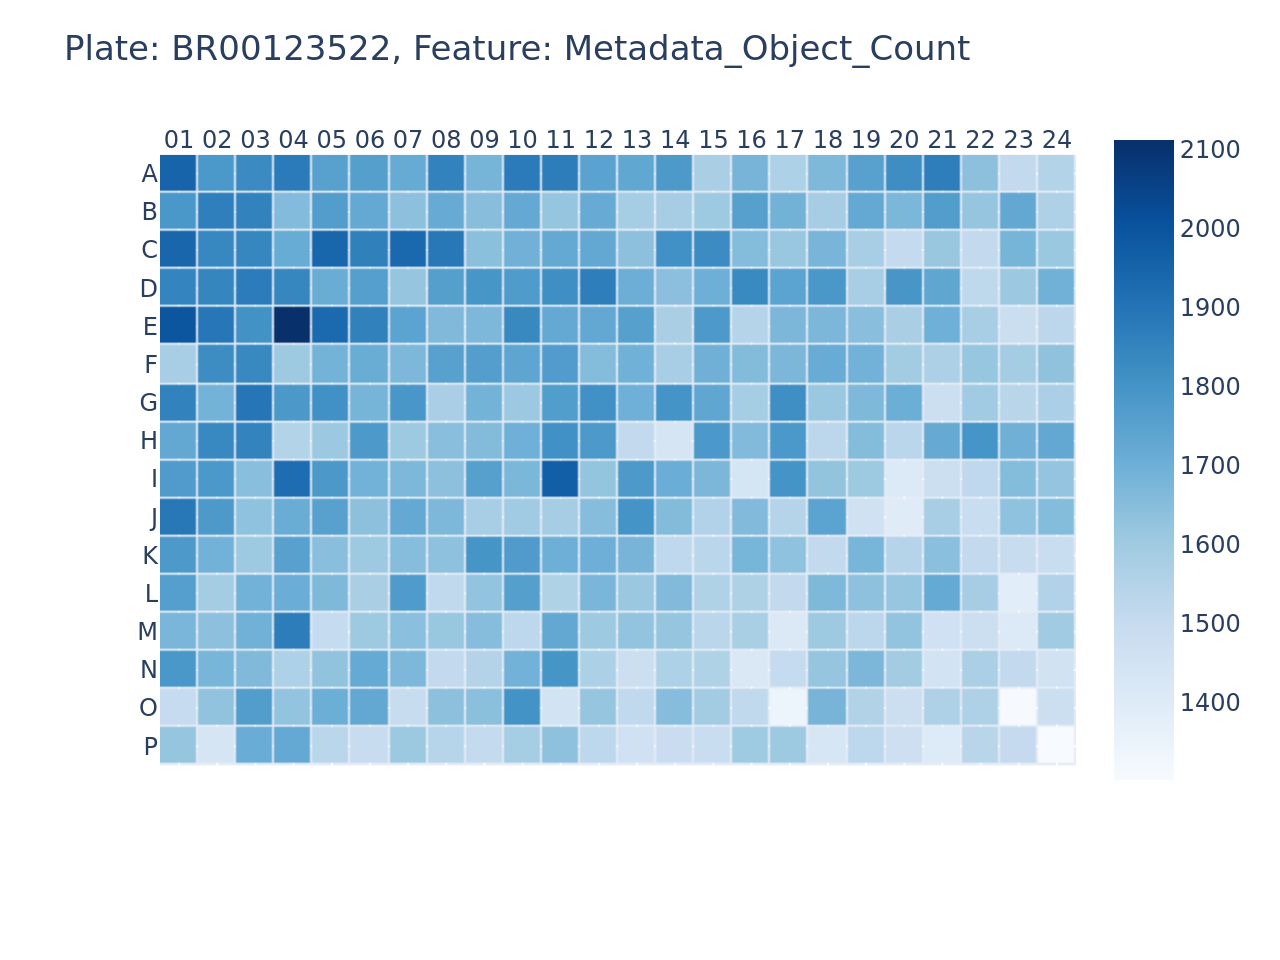 Plate: BR00123522, Feature: Metadata_Object_Count
01 02 03 04 05 06 07 08 09 10 11 12 13 14 15 16 17 18 19 20 21 22 23 24
A
B
C
D
E
F
G
H
I
J
K
L
M
N
O
P
2100
2000
1900
1800
1700
1600
1500
1400